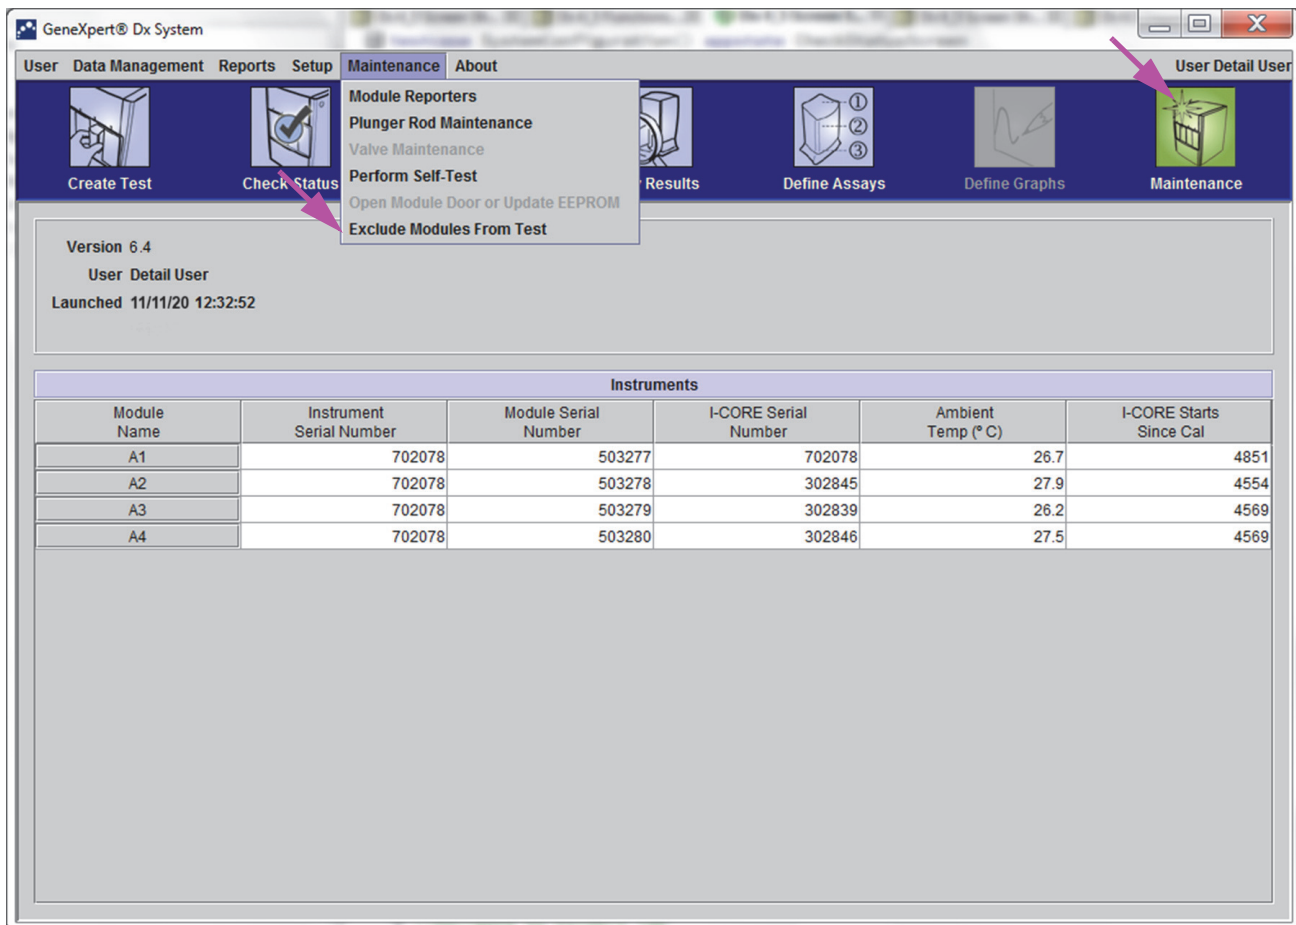 GeneXpert® Dx System
User Data Management Reports Setup Maintenance About User Detail User
Module Reporters
Plunger Rod Maintenance
Valve Maintenance
Perform Self-Test
Open Module Door or Update EEPROM
Exclude Modules From Test
Create Test Check Status Results Define Assays Define Graphs Maintenance
1
2
3
Version 6.4
User Detail User
Launched 11/11/20 12:32:52
Instruments
Module Name Instrument Serial Number Module Serial Number I-CORE Serial Number Ambient Temp (° C) I-CORE Starts Since Cal
A1 702078 503277 702078 26.7 4851
A2 702078 503278 302845 27.9 4554
A3 702078 503279 302839 26.2 4569
A4 702078 503280 302846 27.5 4569